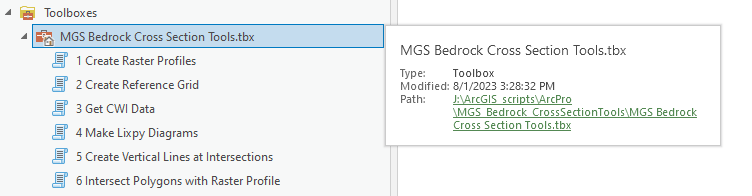 Toolboxes
MGS Bedrock Cross Section Tools.tbx
1 Create Raster Profiles
2 Create Reference Grid
3 Get CWI Data
4 Make Lixpy Diagrams
5 Create Vertical Lines at Intersections
6 Intersect Polygons with Raster Profile
MGS Bedrock Cross Section Tools.tbx
Type: Toolbox
Modified: 8/1/2023 3:28:32 PM
Path: J:\ArcGIS_scripts\ArcPro
\MGS_Bedrock_CrossSectionTools\MGS Bedrock
Cross Section Tools.tbx